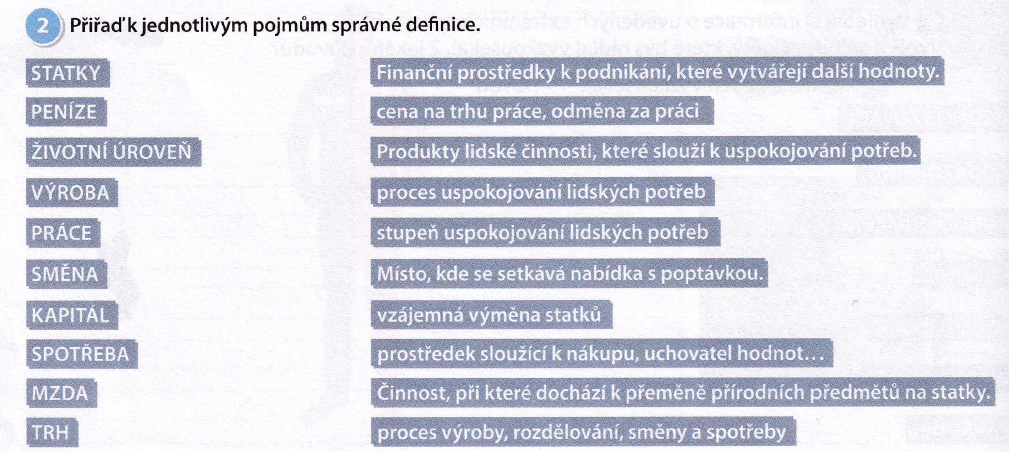 2 Přiřaď k jednotlivým pojmům správné definice.
STATKY Finanční prostředky k podnikání, které vytvářejí další hodnoty.
PENÍZE cena na trhu práce, odměna za práci
ŽIVOTNÍ ÚROVEŇ Produkty lidské činnosti, které slouží k uspokojování potřeb.
VÝROBA proces uspokojování lidských potřeb
PRÁCE stupeň uspokojování lidských potřeb
SMĚNA Místo, kde se setkává nabídka s poptávkou.
KAPITÁL vzájemná výměna statků
SPOTŘEBA prostředek sloužící k nákupu, uchovatel hodnot...
MZDA Činnost, při které dochází k přeměně přírodních předmětů na statky.
TRH proces výroby, rozdělování, směny a spotřeby